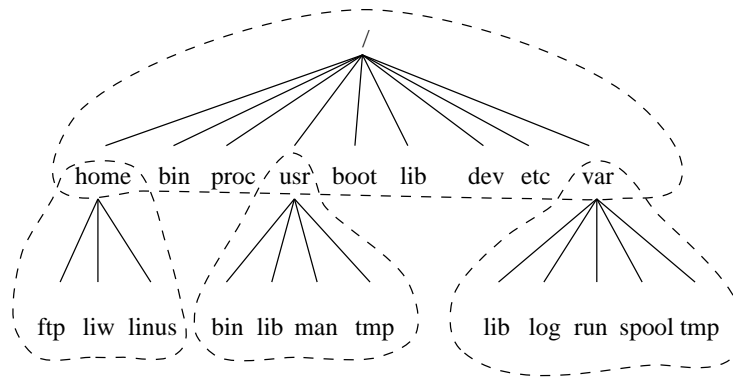 /
home bin proc usr boot lib dev etc var
ftp liw linus bin lib man tmp lib log run spool tmp